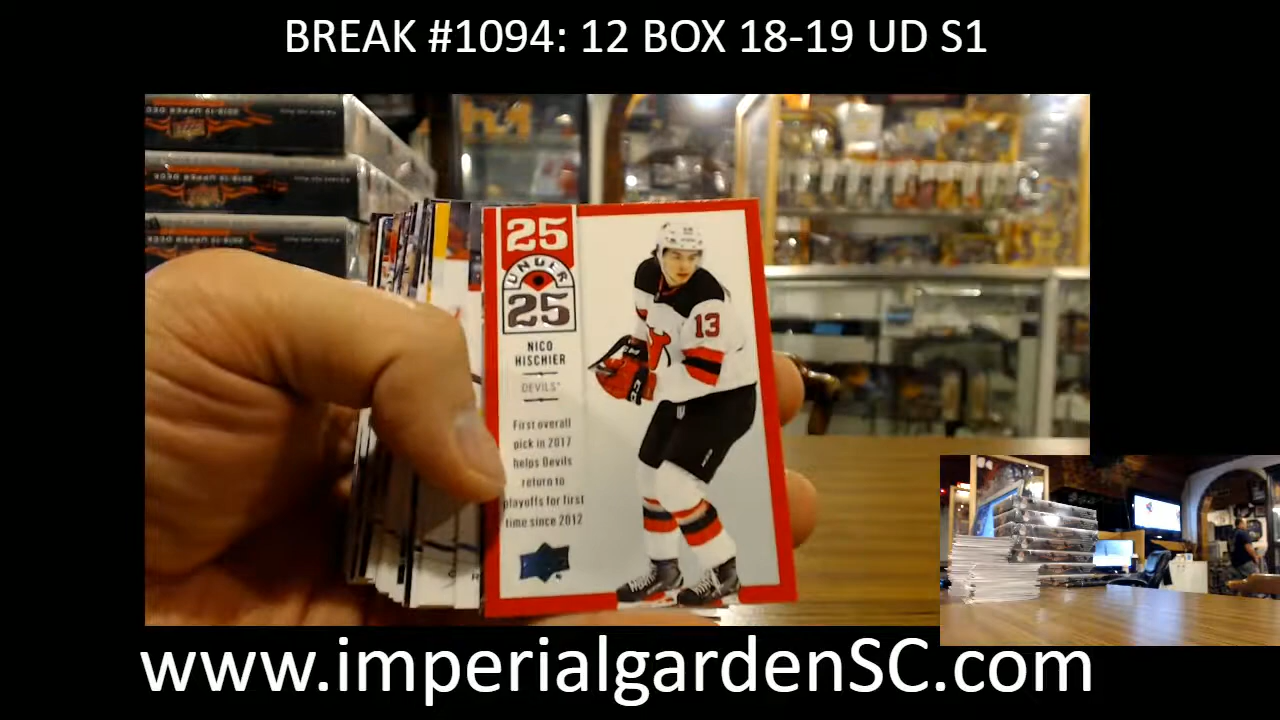 BREAK #1094: 12 BOX 18-19 UD S1
25
UNDER
25
NICO
HISCHIER
DEVILS
First overall
pick in 2017
helps Devils
return to
playoffs for first
time since 2012
13
www.imperialgardenSC.com